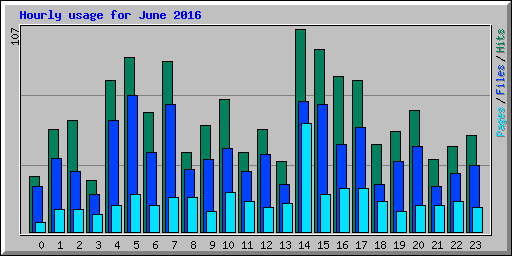 Hourly usage for June 2016
107
Pages/Files/Hits
0 1 2 3 4 5 6 7 8 9 10 11 12 13 14 15 16 17 18 19 20 21 22 23